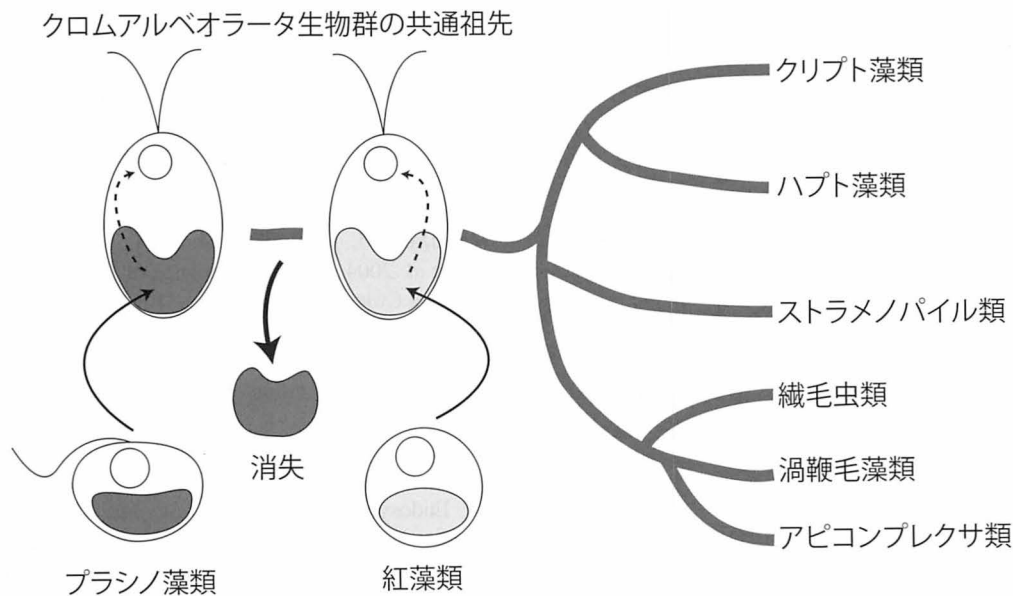 クロムアルベオラータ生物群の共通祖先
クリプト藻類
ハプト藻類
ストラメノパイル類
繊毛虫類
渦鞭毛藻類
アピコンプレクサ類
消失
プラシノ藻類
紅藻類